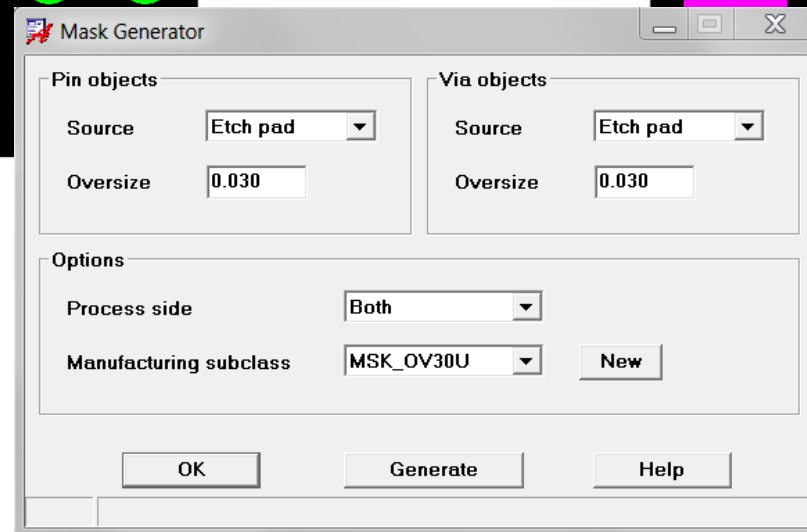 Mask Generator
Pin objects
Via objects
Source Etch pad
Source Etch pad
Oversize 0.030
Oversize 0.030
Options
Process side Both
Manufacturing subclass MSK_OV30U New
OK Generate Help